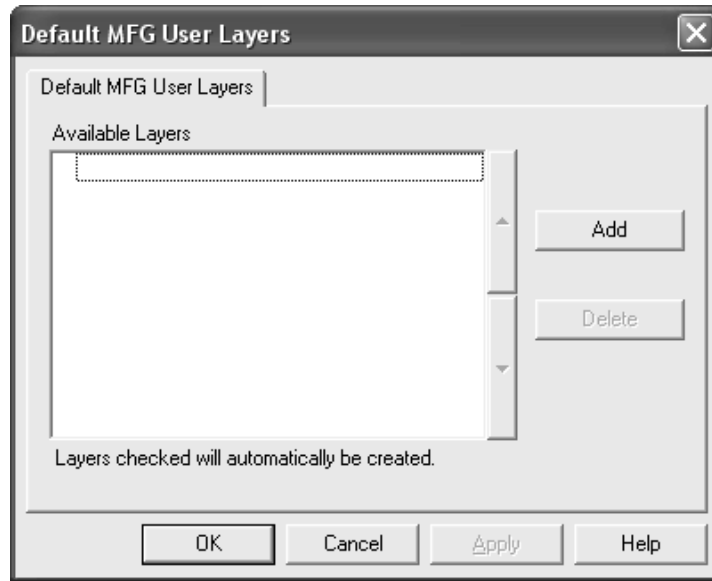 Default MFG User Layers
Default MFG User Layers
Available Layers
Add
Delete
Layers checked will automatically be created.
OK Cancel Apply Help